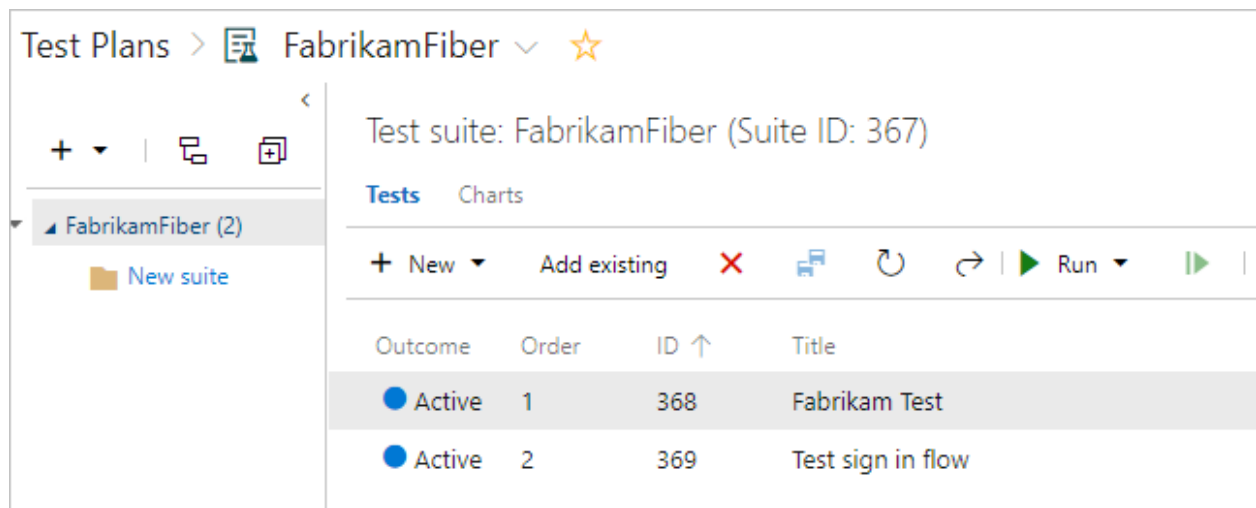 Test Plans > FabrikamFiber
Test suite: FabrikamFiber (Suite ID: 367)
Tests Charts
FabrikamFiber (2)
New suite
+ New Add existing Run
Outcome Order ID ↑ Title
Active 1 368 Fabrikam Test
Active 2 369 Test sign in flow